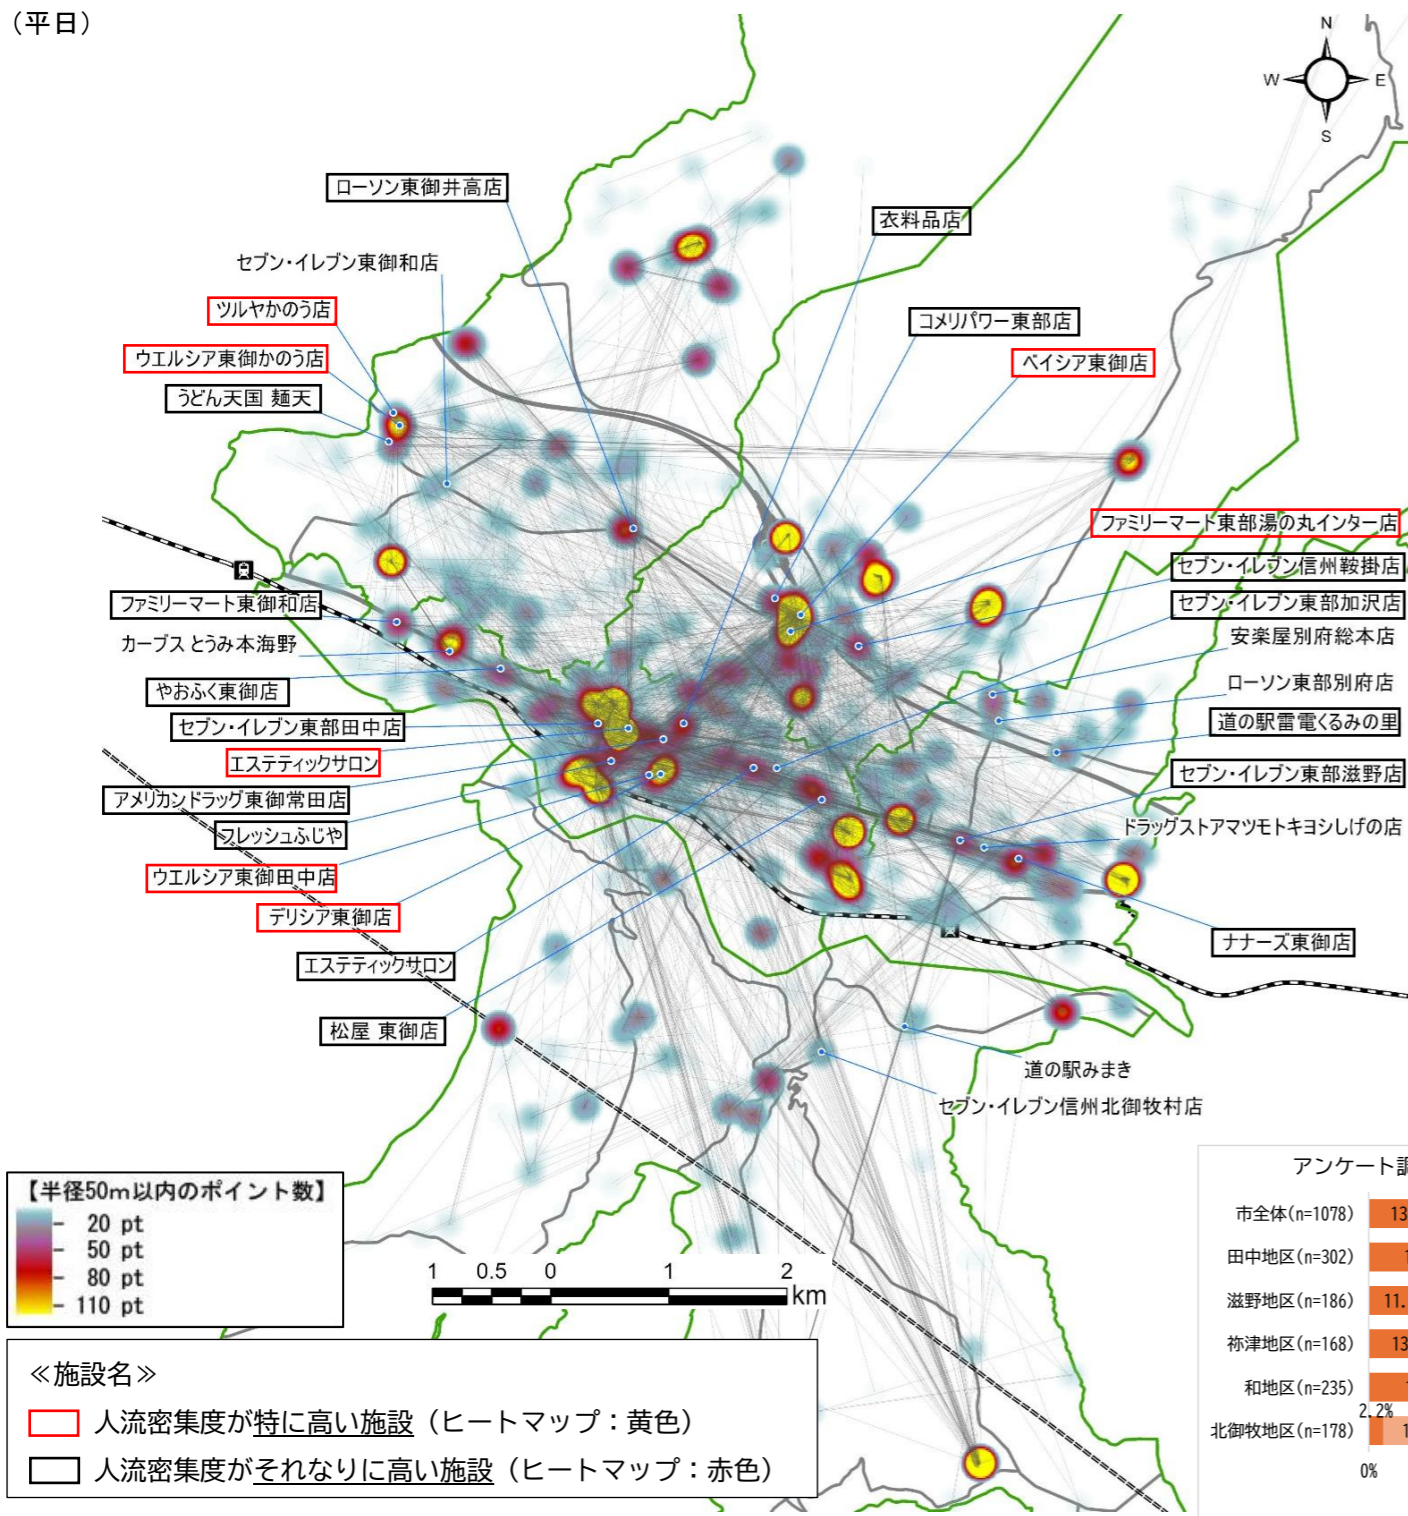 （平日）
N
W
E
S
ローソン東御井高店
衣料品店
セブン・イレブン東御和店
ツルヤかのう店
コメリパワー東部店
ウエルシア東御かのう店
ベイシア東御店
うどん天国 麺天
ファミリーマート東部湯の丸インター店
セブン・イレブン信州鞍掛店
ファミリーマート東御和店
セブン・イレブン東部加沢店
カーブス とうみ本海野
安楽屋別府総本店
やおふく東御店
ローソン東部別府店
セブン・イレブン東部田中店
道の駅雷電くるみの里
エステティックサロン
セブン・イレブン東部滋野店
アメリカンドラッグ東御常田店
ドラッグストアマツモトキヨシしげの店
フレッシュふじや
ウエルシア東御田中店
デリシア東御店
ナナーズ東御店
エステティックサロン
松屋 東御店
道の駅みまき
セブン・イレブン信州北御牧村店
【半径50m以内のポイント数】
20 pt
50 pt
80 pt
110 pt
1 0.5 0 1 2
km
≪施設名≫
人流密集度が特に高い施設（ヒートマップ：黄色）
人流密集度がそれなりに高い施設（ヒートマップ：赤色）
アンケート調
市全体(n=1078) 13
田中地区(n=302) 1
滋野地区(n=186) 11.
祢津地区(n=168) 13
和地区(n=235) 1
2.2%
北御牧地区(n=178) 1
0%